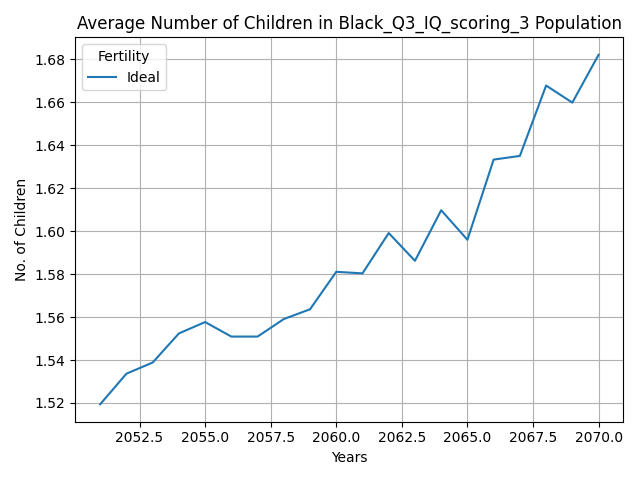 Average Number of Children in Black_Q3_IQ_scoring_3 Population
Fertility
Ideal
1.68
1.66
1.64
1.62
1.60
1.58
1.56
1.54
1.52
No. of Children
2052.5 2055.0 2057.5 2060.0 2062.5 2065.0 2067.5 2070.0
Years